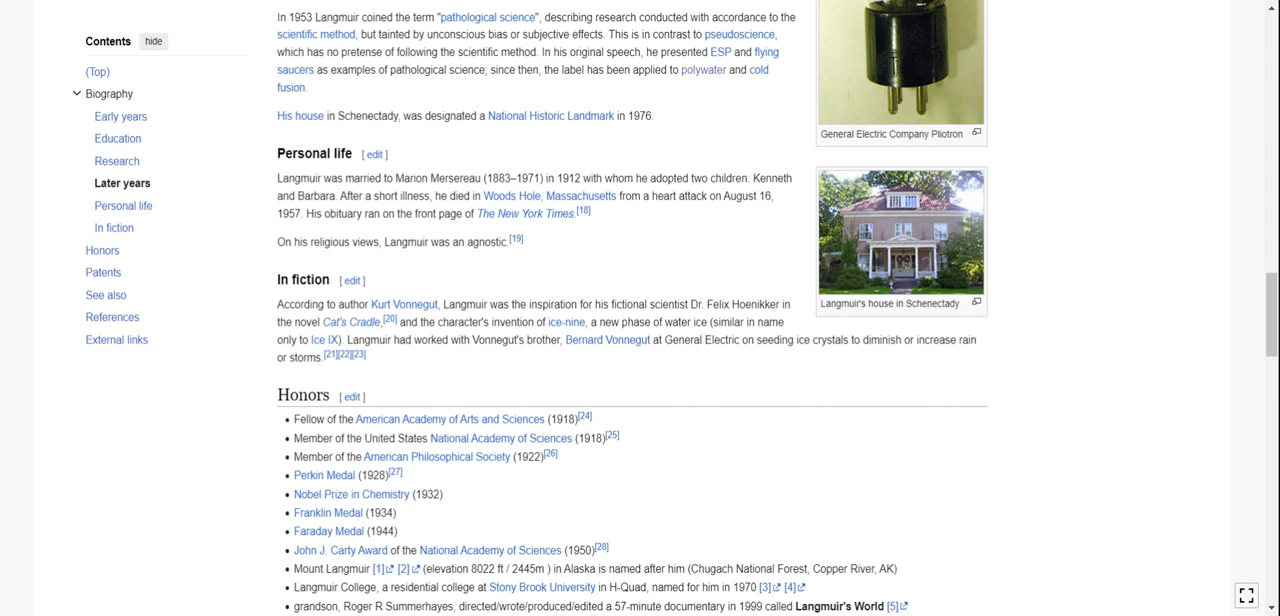 Contents hide
(Top)
Biography
Early years
Education
Research
Later years
Personal life
In fiction
Honors
Patents
See also
References
External links
In 1953 Langmuir coined the term "pathological science", describing research conducted with accordance to the
scientific method, but tainted by unconscious bias or subjective effects. This is in contrast to pseudoscience,
which has no pretense of following the scientific method. In his original speech, he presented ESP and flying
saucers as examples of pathological science; since then, the label has been applied to polywater and cold
fusion.
His house in Schenectady, was designated a National Historic Landmark in 1976.
General Electric Company Pliotron
Personal life [ edit ]
Langmuir was married to Marion Mersereau (1883–1971) in 1912 with whom he adopted two children: Kenneth
and Barbara. After a short illness, he died in Woods Hole, Massachusetts from a heart attack on August 16,
1957. His obituary ran on the front page of The New York Times.[18]
On his religious views, Langmuir was an agnostic.[19]
Langmuir's house in Schenectady
In fiction [ edit ]
According to author Kurt Vonnegut, Langmuir was the inspiration for his fictional scientist Dr. Felix Hoenikker in
the novel Cat's Cradle,[20] and the character's invention of ice-nine, a new phase of water ice (similar in name
only to Ice IX). Langmuir had worked with Vonnegut's brother, Bernard Vonnegut at General Electric on seeding ice crystals to diminish or increase rain
or storms.[21][22][23]
Honors [ edit ]
• Fellow of the American Academy of Arts and Sciences (1918)[24]
• Member of the United States National Academy of Sciences (1918)[25]
• Member of the American Philosophical Society (1922)[26]
• Perkin Medal (1928)[27]
• Nobel Prize in Chemistry (1932)
• Franklin Medal (1934)
• Faraday Medal (1944)
• John J. Carty Award of the National Academy of Sciences (1950)[28]
• Mount Langmuir [1] [2] (elevation 8022 ft / 2445m ) in Alaska is named after him (Chugach National Forest, Copper River, AK)
• Langmuir College, a residential college at Stony Brook University in H-Quad, named for him in 1970 [3] [4]
• grandson, Roger R Summerhayes, directed/wrote/produced/edited a 57-minute documentary in 1999 called Langmuir's World [5]